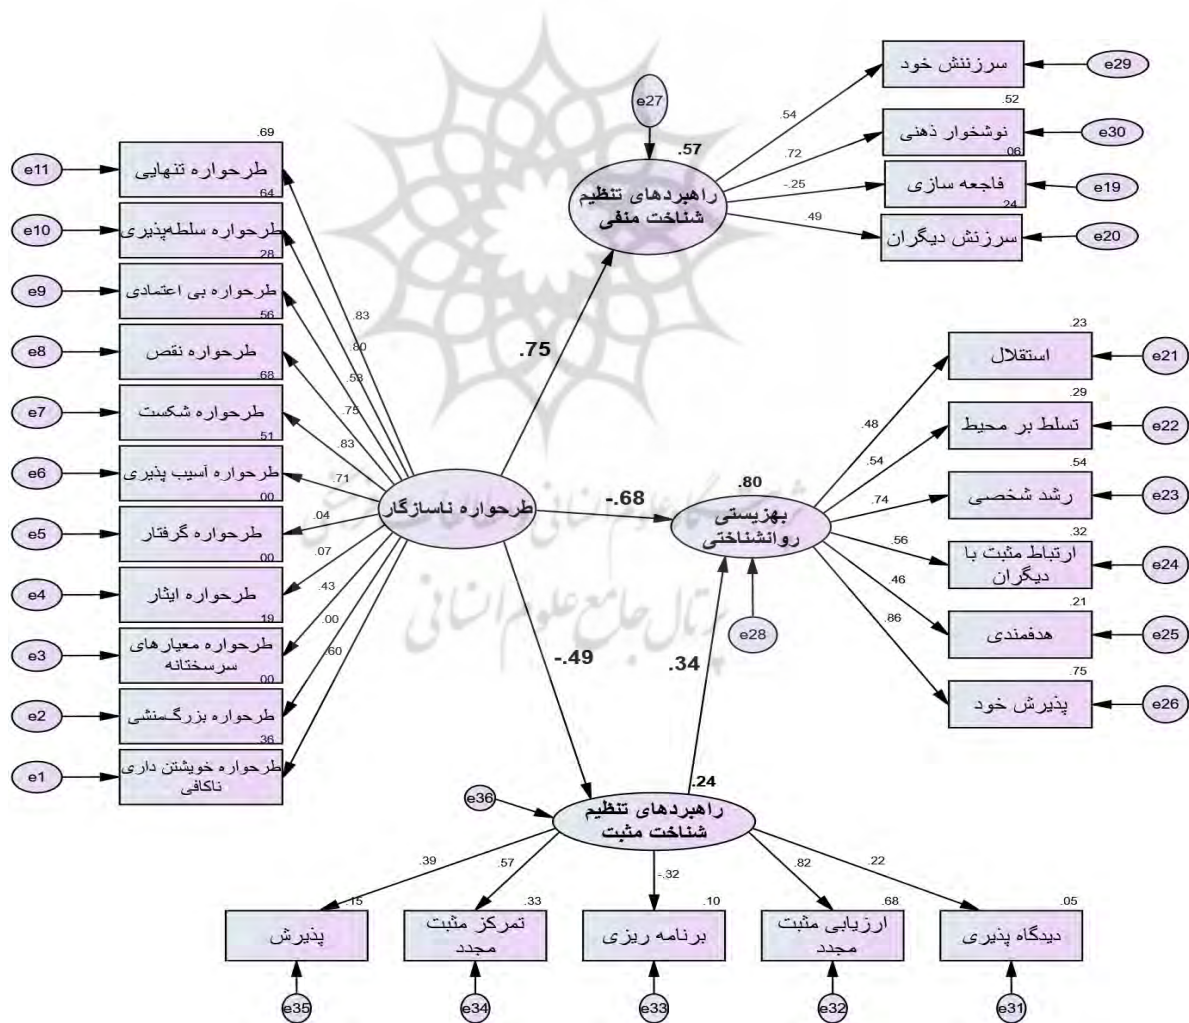 e27
.57
راهبردهای تنظیم
شناخت منفی
سرزننش خود
e29
.54
.52
نوشخوار ذهنی
e30
.72
.06
فاجعه سازی
e19
-.25
.24
سرزنش دیگران
e20
.49
.69
e11
طرحواره تنهایی
.83
.64
e10
طرحواره سلطه‌پذیری
.80
.28
e9
طرحواره بی اعتمادی
.53
.56
e8
طرحواره نقص
.75
.68
e7
طرحواره شکست
.83
.51
e6
طرحواره آسیب پذیری
.71
.00
e5
طرحواره گرفتار
.04
.00
e4
طرحواره ایثار
.07
.19
e3
طرحواره معیارهای
سرسختانه
.43
.00
e2
طرحواره بزرگ‌منشی
.00
.36
e1
طرحواره خویشتن داری
ناکافی
.60
طرحواره ناسازگار
.75
-.68
-.49
.34
.80
بهزیستی
روانشناختی
e28
.23
استقلال
e21
.48
.29
تسلط بر محیط
e22
.54
.54
رشد شخصی
e23
.74
.32
ارتباط مثبت با
دیگران
e24
.56
.21
هدفمندی
e25
.46
.75
پذیرش خود
e26
.86
پرتال جامع علوم انسانی
e36
.24
راهبردهای تنظیم
شناخت مثبت
.39
.57
-.32
.82
.22
.15
.33
.10
.68
.05
پذیرش
تمرکز مثبت
مجدد
برنامه ریزی
ارزیابی مثبت
مجدد
دیدگاه پذیری
e35
e34
e33
e32
e31